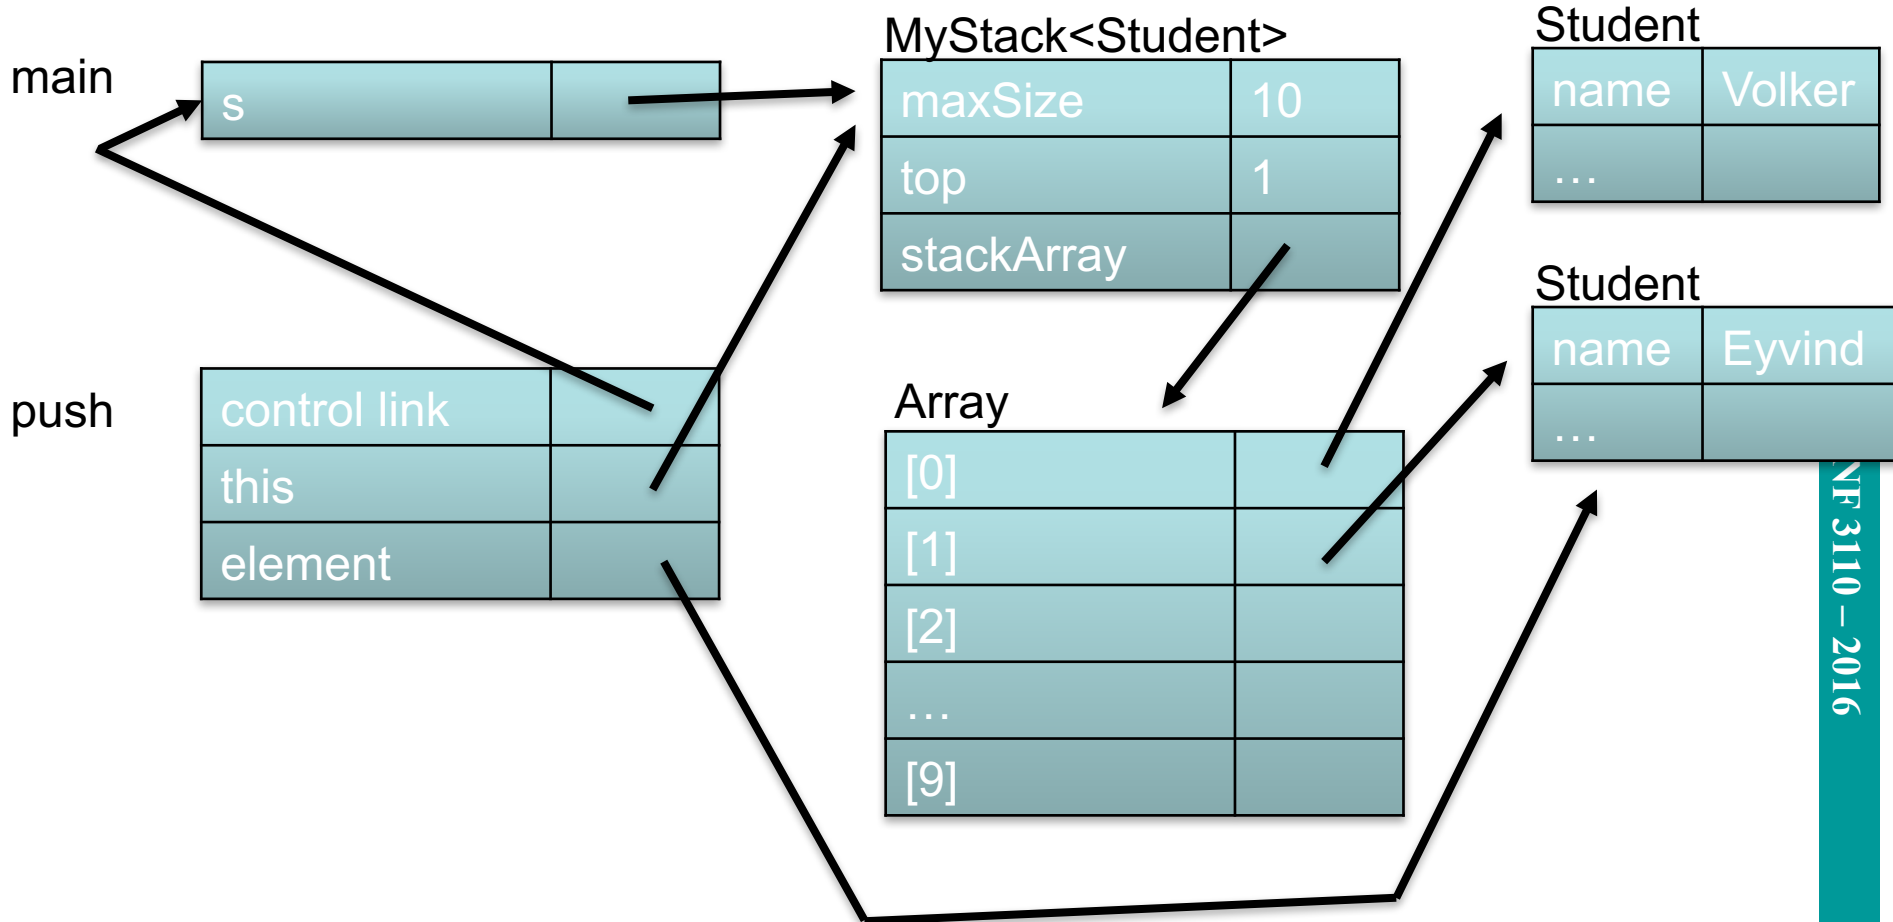 main
s
MyStack<Student>
maxSize 10
top 1
stackArray
Student
name Volker
…
Student
name Eyvind
…
push
control link
this
element
Array
[0]
[1]
[2]
…
[9]
NF 3110 – 2016